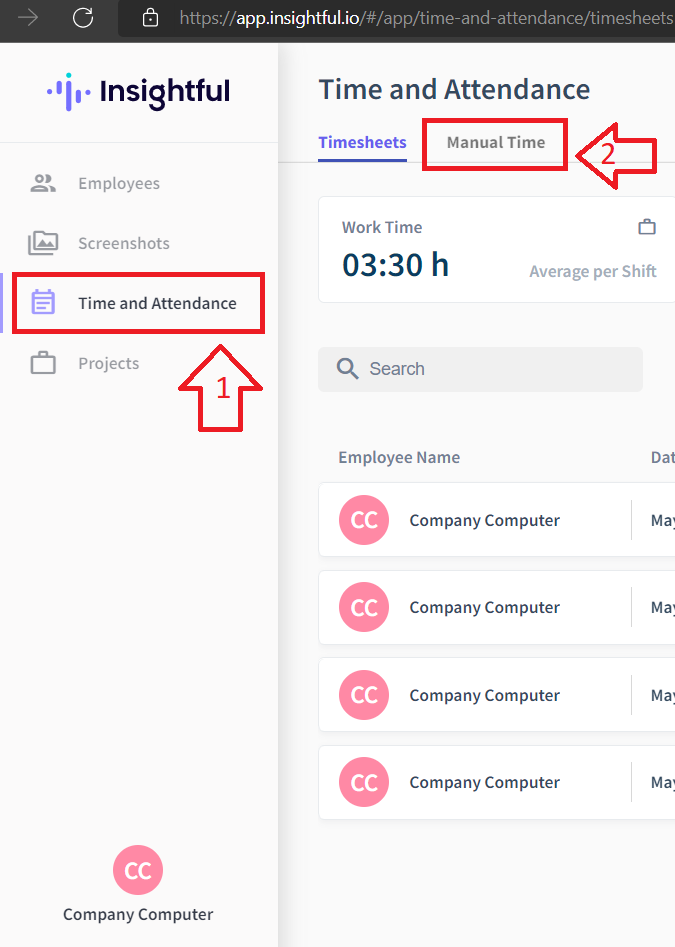 https://app.insightful.io/#/app/time-and-attendance/timesheets
Insightful
Employees
Screenshots
Time and Attendance
1
Projects
Company Computer
CC
Time and Attendance
Timesheets Manual Time
2
Work Time
03:30 h
Average per Shift
Search
Employee Name Dat
CC Company Computer May
CC Company Computer May
CC Company Computer May
CC Company Computer May